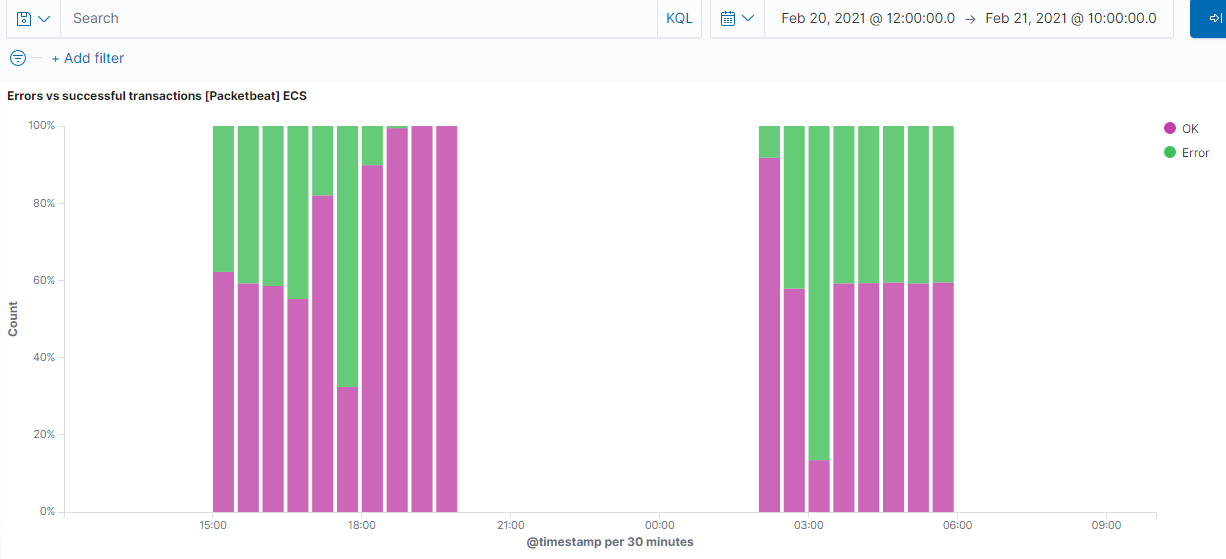 Search KQL Feb 20, 2021 @ 12:00:00.0 → Feb 21, 2021 @ 10:00:00.0
+ Add filter
Errors vs successful transactions [Packetbeat] ECS
100%
80%
60%
40%
20%
0%
Count
15:00 18:00 21:00 00:00 03:00 06:00 09:00
@timestamp per 30 minutes
OK
Error